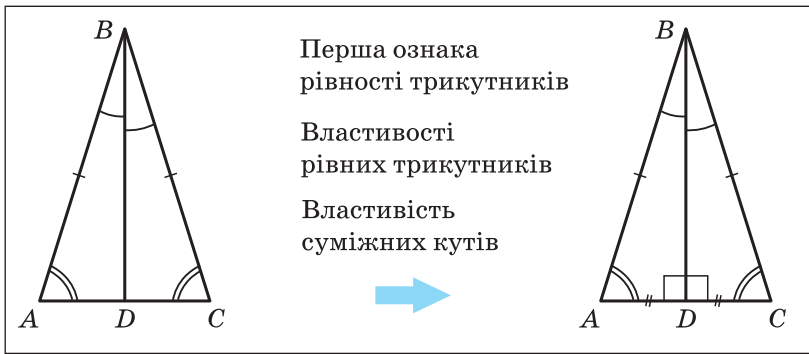 B
A
D
C
Перша ознака
рівності трикутників
Властивості
рівних трикутників
Властивість
суміжних кутів
B
A
D
C